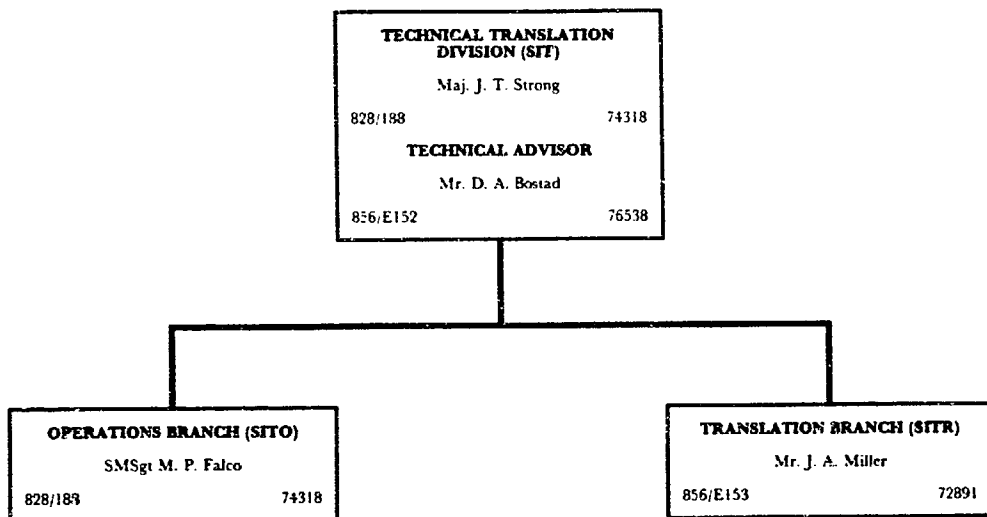 TECHNICAL TRANSLATION
DIVISION (SIT)
Maj. J. T. Strong
828/188 74318
TECHNICAL ADVISOR
Mr. D. A. Bostad
856/E152 76538
OPERATIONS BRANCH (SITO)
SMSgt M. P. Falco
828/188 74318
TRANSLATION BRANCH (SITR)
Mr. J. A. Miller
856/E153 72891